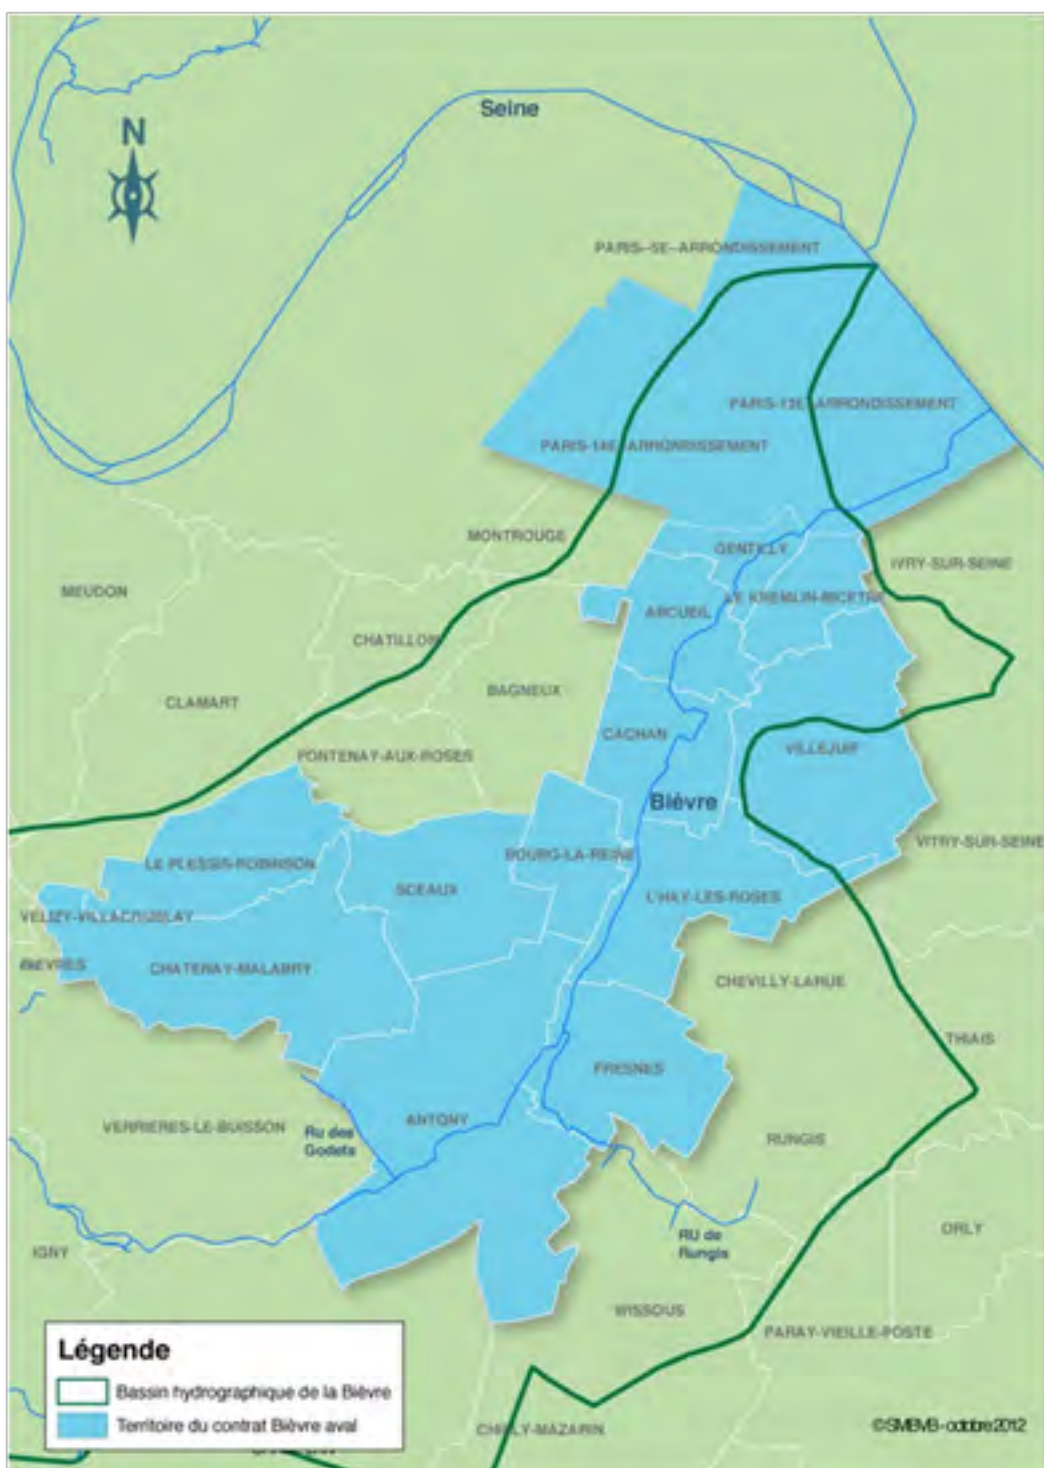 Seine
N
PARIS--5E--ARRONDISSEMENT
PARIS-13E-ARRONDISSEMENT
PARIS-14E-ARRONDISSEMENT
MONTROUGE
GENTILLY
IVRY-SUR-SEINE
MEUDON
LE KREMLIN-BICETRE
ARCUEIL
CHATILLON
BAGNEUX
CLAMART
CACHAN
VILLEJUIF
FONTENAY-AUX-ROSES
Bièvre
VITRY-SUR-SEINE
BOURG-LA-REINE
LE PLESSIS-ROBINSON
SCEAUX
L'HAY-LES-ROSES
VELIZY-VILLACOUBLAY
BIEVRES
CHATENAY-MALABRY
CHEVILLY-LARUE
THIAIS
FRESNES
ANTONY
VERRIERES-LE-BUISSON
Ru des
Godets
RUNGIS
ORLY
RU de
Rungis
IGNY
WISSOUS
PARAY-VIEILLE-POSTE
Légende
Bassin hydrographique de la Bièvre
Territoire du contrat Bièvre aval
CHILLY-MAZARIN
©SMBVB-octobre2012